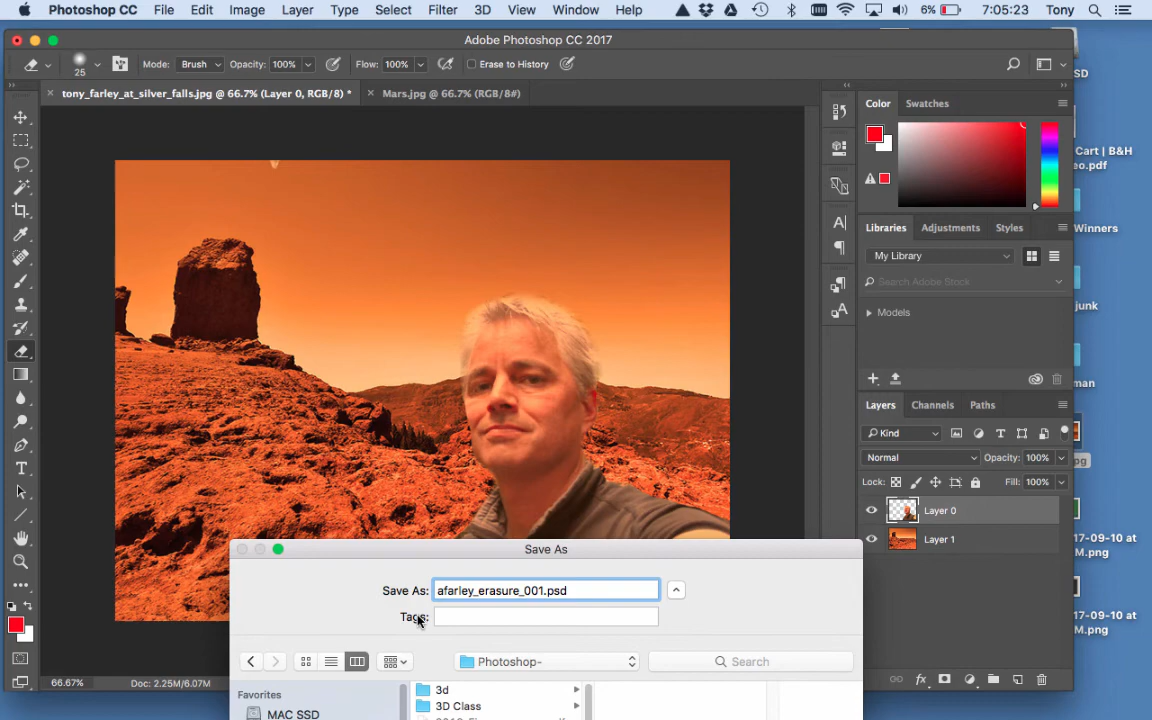 Photoshop CC File Edit Image Layer Type Select Filter 3D View Window Help 6% 7:05:23 Tony
Adobe Photoshop CC 2017
25 Mode: Brush Opacity: 100% Flow: 100% Erase to History
tony_farley_at_silver_falls.jpg @ 66.7% (Layer 0, RGB/8) * Mars.jpg @ 66.7% (RGB/8#)
Color Swatches
Libraries Adjustments Styles
My Library
Search Adobe Stock
Models
Layers Channels Paths
Kind
Normal Opacity: 100%
Lock: Fill: 100%
Layer 0
Layer 1
SD
Cart | B&H
eo.pdf
Winners
junk
man
pg
17-09-10 at
M.png
17-09-10 at
M.png
Save As
Save As: afarley_erasure_001.psd
Tags:
Photoshop- Search
Favorites
MAC SSD
3d
3D Class
66.67% Doc: 2.25M/6.07M